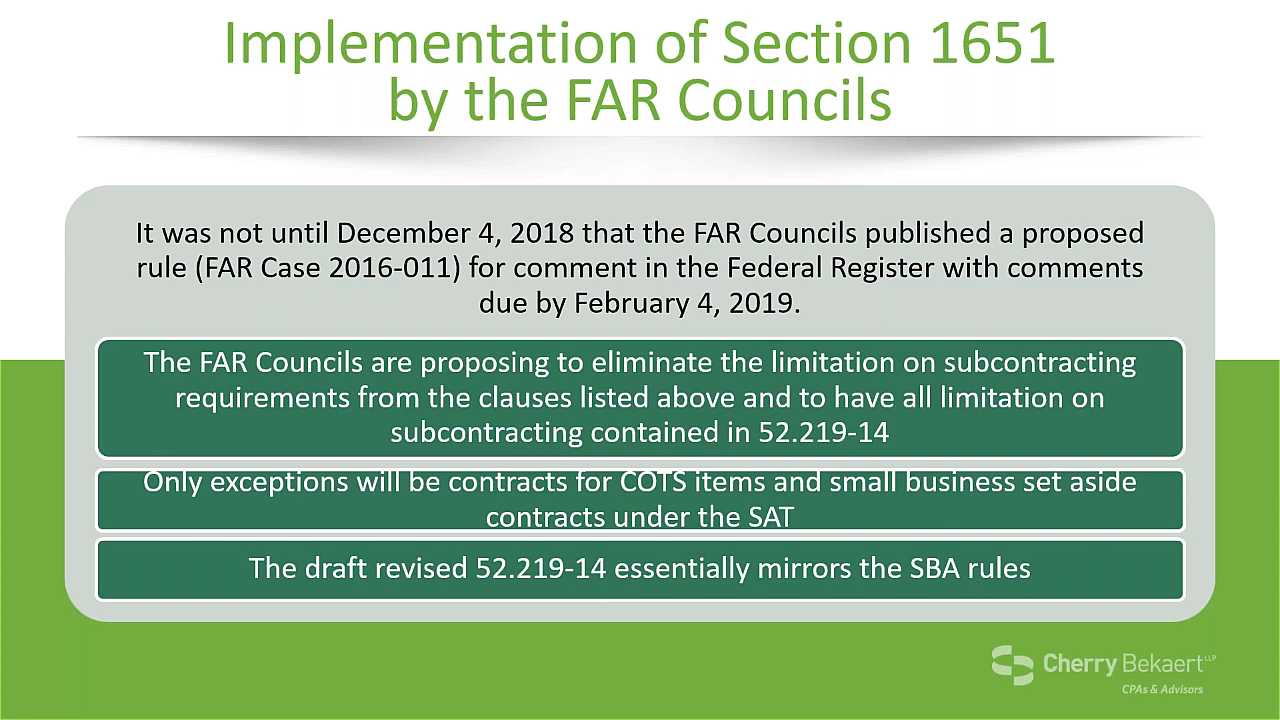 Implementation of Section 1651
by the FAR Councils
It was not until December 4, 2018 that the FAR Councils published a proposed
rule (FAR Case 2016-011) for comment in the Federal Register with comments
due by February 4, 2019.
The FAR Councils are proposing to eliminate the limitation on subcontracting
requirements from the clauses listed above and to have all limitation on
subcontracting contained in 52.219-14
Only exceptions will be contracts for COTS items and small business set aside
contracts under the SAT
The draft revised 52.219-14 essentially mirrors the SBA rules
Cherry Bekaert LLP
CPAs & Advisors